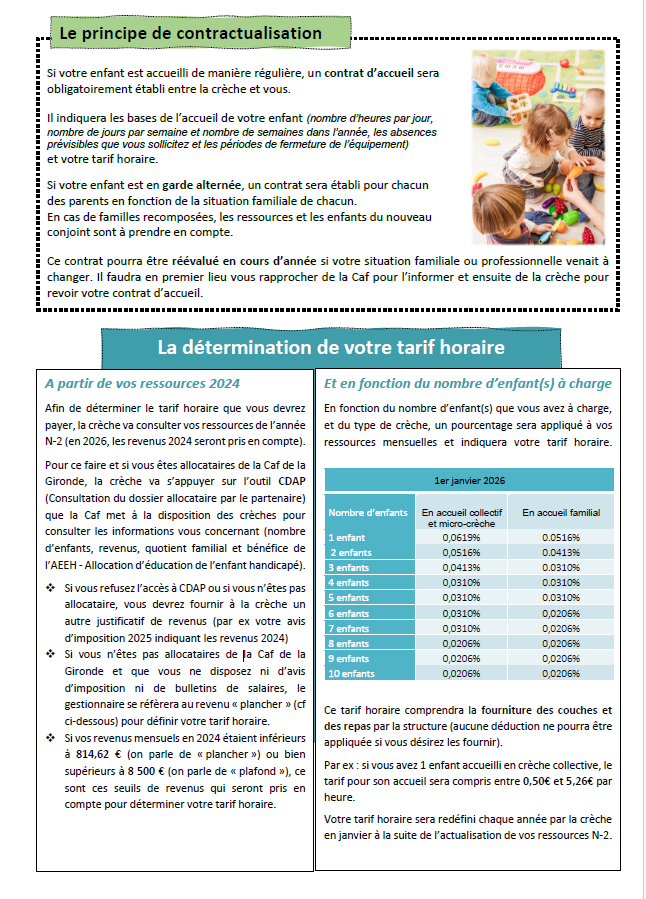 Le principe de contractualisation
Si votre enfant est accueilli de manière régulière, un contrat d'accueil sera
obligatoirement établi entre la crèche et vous.
Il indiquera les bases de l'accueil de votre enfant (nombre d'heures par jour,
nombre de jours par semaine et nombre de semaines dans l'année, les absences
prévisibles que vous sollicitez et les périodes de fermeture de l'équipement)
et votre tarif horaire.
Si votre enfant est en garde alternée, un contrat sera établi pour chacun
des parents en fonction de la situation familiale de chacun.
En cas de familles recomposées, les ressources et les enfants du nouveau
conjoint sont à prendre en compte.
Ce contrat pourra être réévalué en cours d'année si votre situation familiale ou professionnelle venait à
changer. Il faudra en premier lieu vous rapprocher de la Caf pour l'informer et ensuite de la crèche pour
revoir votre contrat d'accueil.
La détermination de votre tarif horaire
A partir de vos ressources 2024
Afin de déterminer le tarif horaire que vous devrez
payer, la crèche va consulter vos ressources de l'année
N-2 (en 2026, les revenus 2024 seront pris en compte).
Pour ce faire et si vous êtes allocataires de la Caf de la
Gironde, la crèche va s'appuyer sur l'outil CDAP
(Consultation du dossier allocataire par le partenaire)
que la Caf met à la disposition des crèches pour
consulter les informations vous concernant (nombre
d'enfants, revenus, quotient familial et bénéfice de
l'AEEH - Allocation d'éducation de l'enfant handicapé).
❖ Si vous refusez l'accès à CDAP ou si vous n'êtes pas
allocataire, vous devrez fournir à la crèche un
autre justificatif de revenus (par ex votre avis
d'imposition 2025 indiquant les revenus 2024)
❖ Si vous n'êtes pas allocataires de la Caf de la
Gironde et que vous ne disposez ni d'avis
d'imposition ni de bulletins de salaires, le
gestionnaire se référera au revenu « plancher » (cf
ci-dessous) pour définir votre tarif horaire.
❖ Si vos revenus mensuels en 2024 étaient inférieurs
à 814,62 € (on parle de « plancher ») ou bien
supérieurs à 8 500 € (on parle de « plafond »), ce
sont ces seuils de revenus qui seront pris en
compte pour déterminer votre tarif horaire.
Et en fonction du nombre d'enfant(s) à charge
En fonction du nombre d'enfant(s) que vous avez à charge,
et du type de crèche, un pourcentage sera appliqué à vos
ressources mensuelles et indiquera votre tarif horaire.
1er janvier 2026
Nombre d'enfants En accueil collectif et micro-crèche En accueil familial
1 enfant 0,0619% 0.0516%
2 enfants 0,0516% 0.0413%
3 enfants 0,0413% 0.0310%
4 enfants 0,0310% 0.0310%
5 enfants 0,0310% 0.0310%
6 enfants 0,0310% 0,0206%
7 enfants 0,0310% 0,0206%
8 enfants 0,0206% 0,0206%
9 enfants 0,0206% 0,0206%
10 enfants 0,0206% 0,0206%
Ce tarif horaire comprendra la fourniture des couches et
des repas par la structure (aucune déduction ne pourra être
appliquée si vous désirez les fournir).
Par ex : si vous avez 1 enfant accueilli en crèche collective, le
tarif pour son accueil sera compris entre 0,50€ et 5,26€ par
heure.
Votre tarif horaire sera redéfini chaque année par la crèche
en janvier à la suite de l'actualisation de vos ressources N-2.